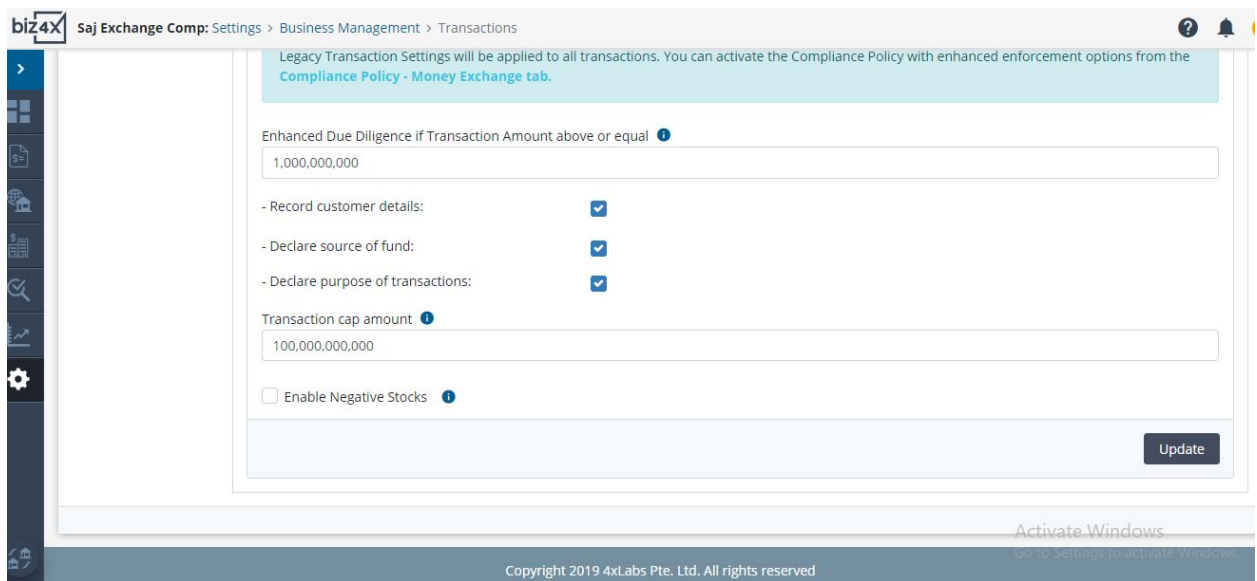 biz4x Saj Exchange Comp: Settings > Business Management > Transactions
Legacy Transaction Settings will be applied to all transactions. You can activate the Compliance Policy with enhanced enforcement options from the
Compliance Policy - Money Exchange tab.
Enhanced Due Diligence if Transaction Amount above or equal
1,000,000,000
- Record customer details:
- Declare source of fund:
- Declare purpose of transactions:
Transaction cap amount
100,000,000,000
Enable Negative Stocks
Update
Activate Windows
Go to Settings to activate Windows.
Copyright 2019 4xLabs Pte. Ltd. All rights reserved